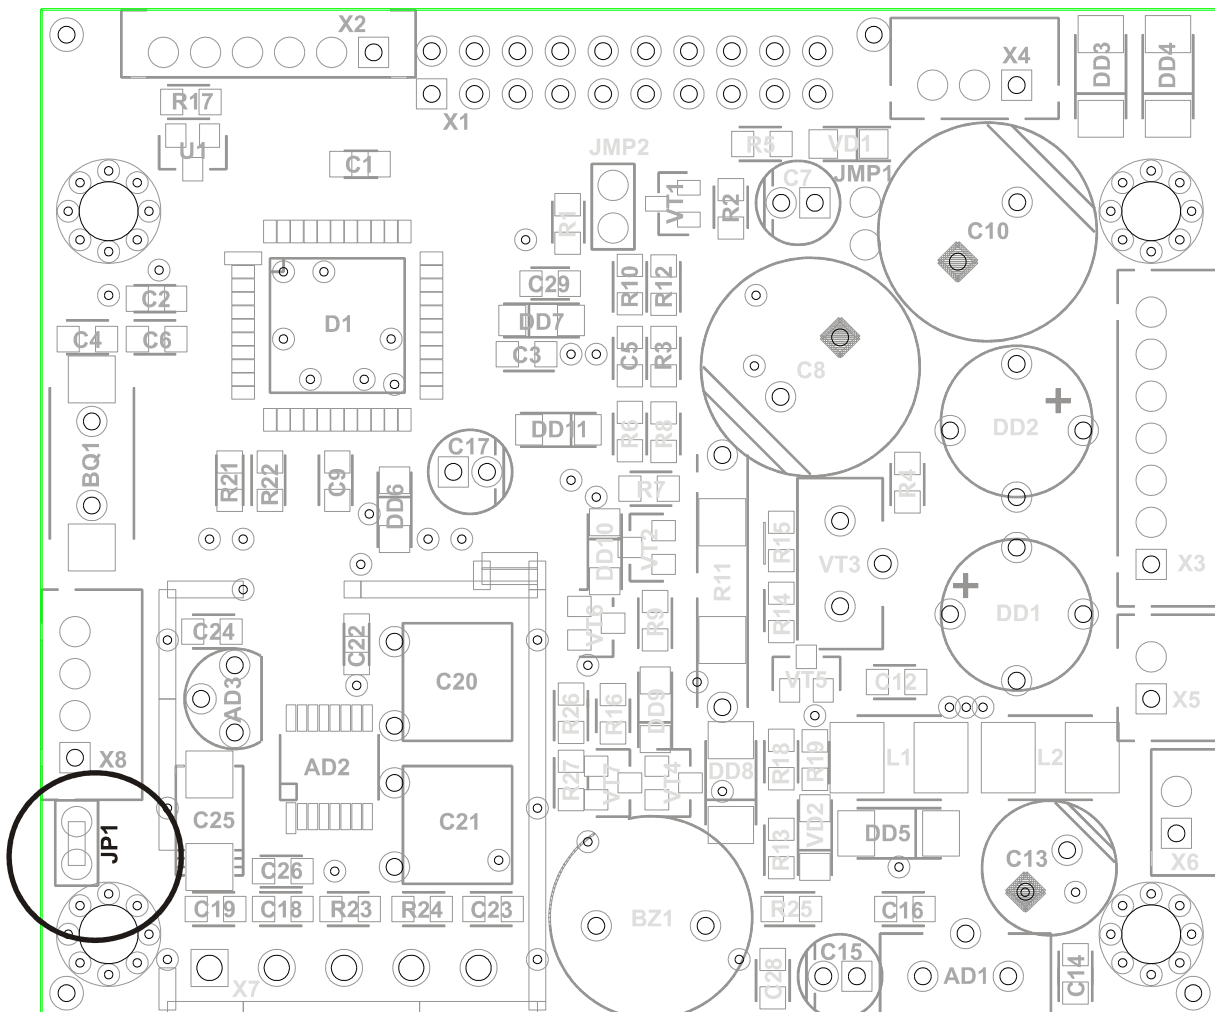 X2
X4
DD3
DD4
R17
X1
U1
C1
JMP2
R5
VD1
JMP1
C7
VT1
R2
R1
C10
C2
C29
R10
R12
D1
DD7
C4
C6
C3
C5
R3
C8
DD2
BQ1
DD11
R6
R8
C17
R21
R22
C9
DD6
R7
R4
DD10
VT2
R15
VT3
X3
R11
R14
DD1
C24
C22
VT6
R9
AD3
C20
VT5
C12
X5
R26
R16
DD9
X8
AD2
R27
VT7
VT4
DD8
R18
R19
L1
L2
JP1
C25
C21
R13
VD2
DD5
C13
X6
C26
C19
C18
R23
R24
C23
BZ1
R25
C16
X7
C28
C15
AD1
C14